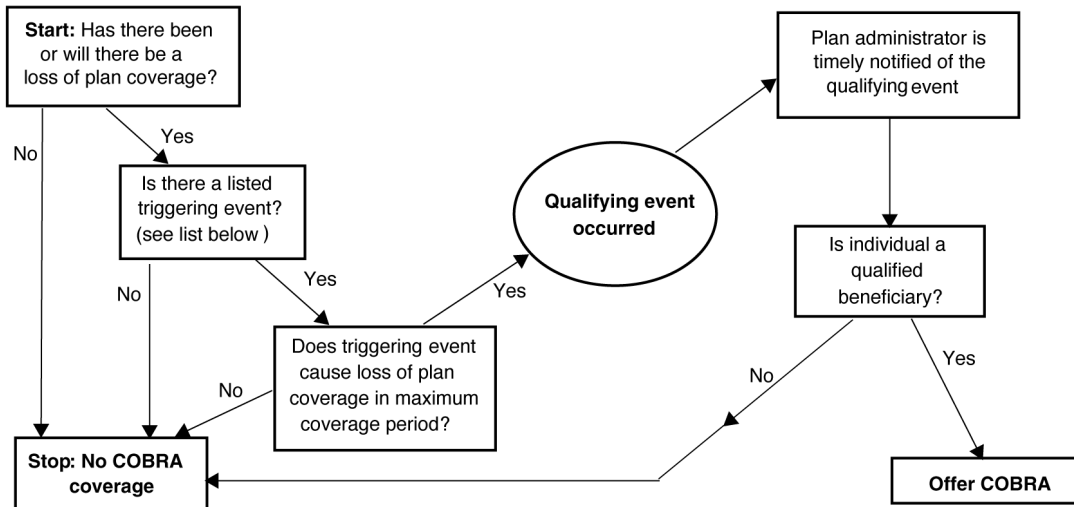 Start: Has there been
or will there be a
loss of plan coverage?
No
Yes
Is there a listed
triggering event?
(see list below )
No
Yes
Does triggering event
cause loss of plan
coverage in maximum
coverage period?
No
Yes
Stop: No COBRA
coverage
Qualifying event
occurred
Plan administrator is
timely notified of the
qualifying event
Is individual a
qualified
beneficiary?
No
Yes
Offer COBRA